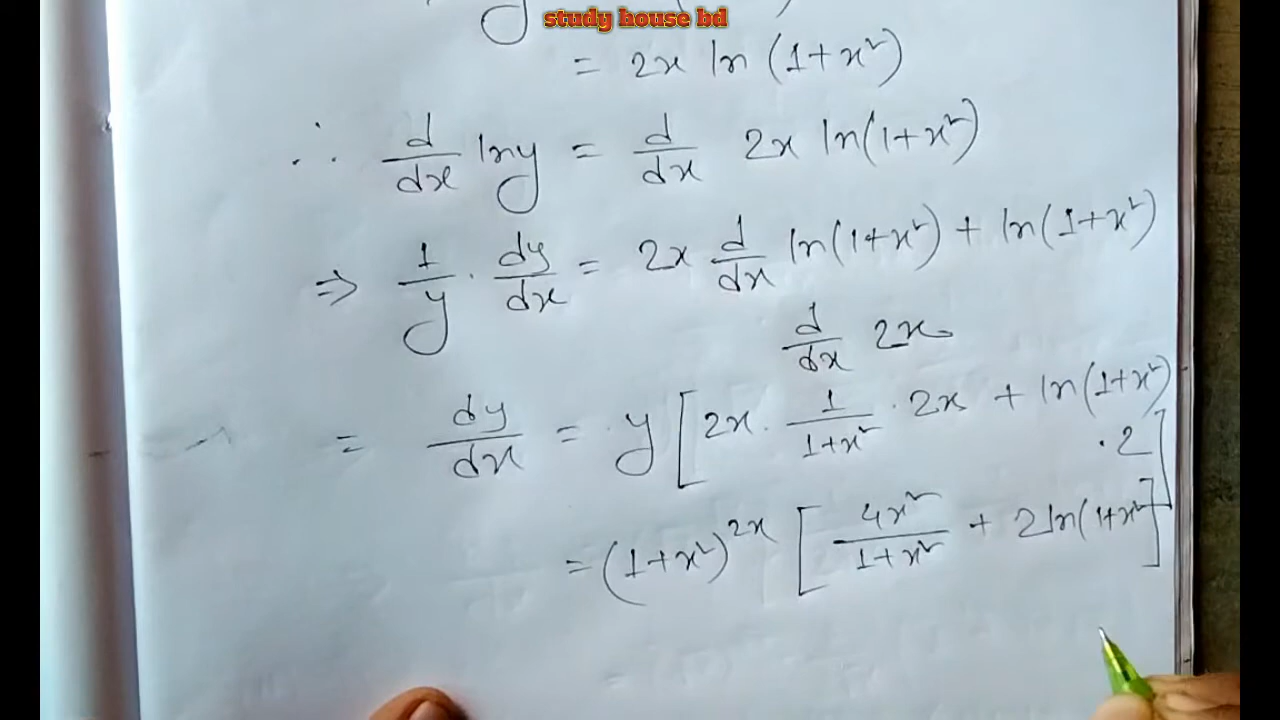 study house bd
y
= 2x ln (1+x²)
∴ d/dx lny = d/dx 2x ln(1+x²)
⇒ 1/y · dy/dx = 2x d/dx ln(1+x²) + ln(1+x²)
d/dx 2x
= dy/dx = y [2x · 1/1+x² · 2x + ln(1+x²)
· 2]
= (1+x²)^2x [4x²/1+x² + 2ln(1+x²]